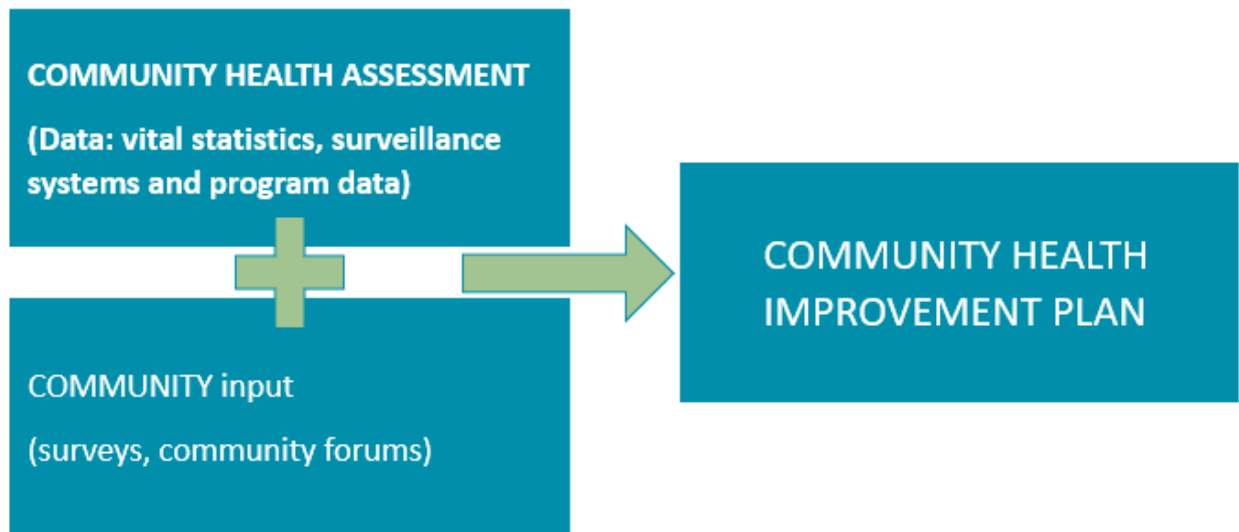 COMMUNITY HEALTH ASSESSMENT
(Data: vital statistics, surveillance
systems and program data)
COMMUNITY input
(surveys, community forums)
COMMUNITY HEALTH
IMPROVEMENT PLAN